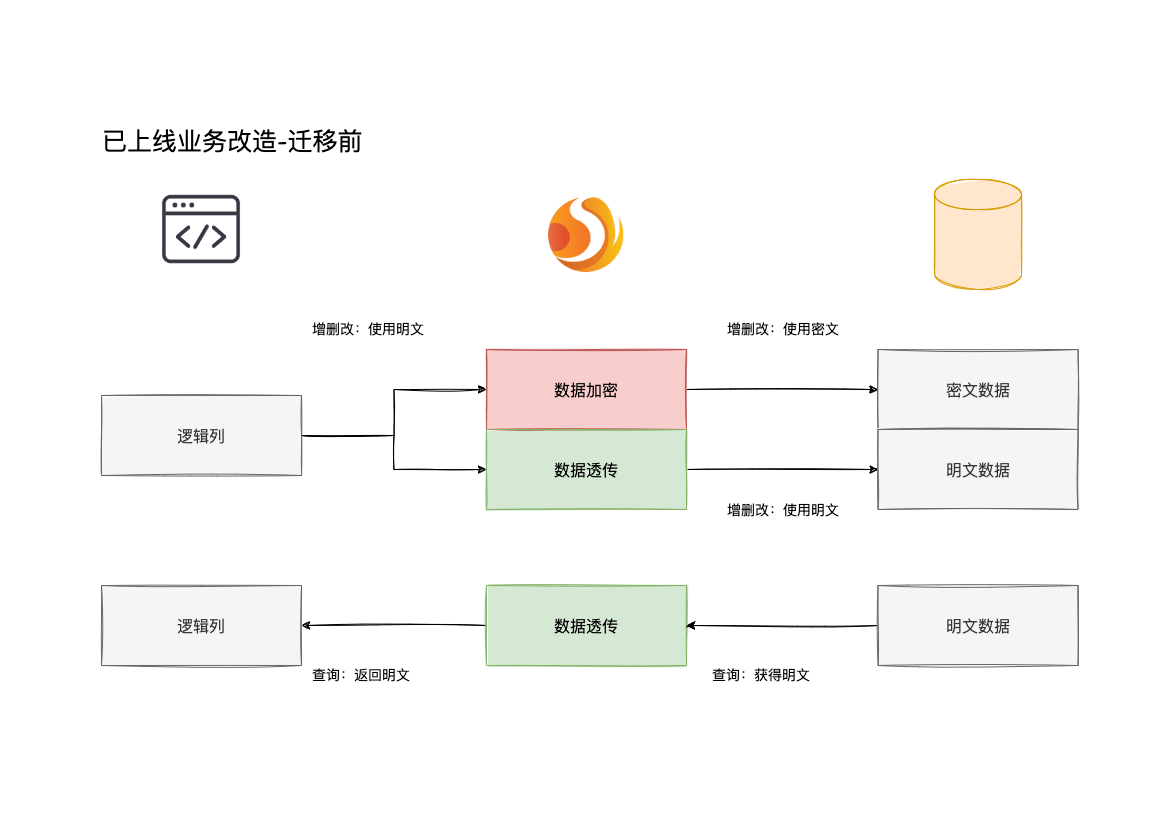 已上线业务改造-迁移前
</>
增删改：使用明文
增删改：使用密文
数据加密
密文数据
逻辑列
数据透传
明文数据
增删改：使用明文
逻辑列
数据透传
明文数据
查询：返回明文
查询：获得明文